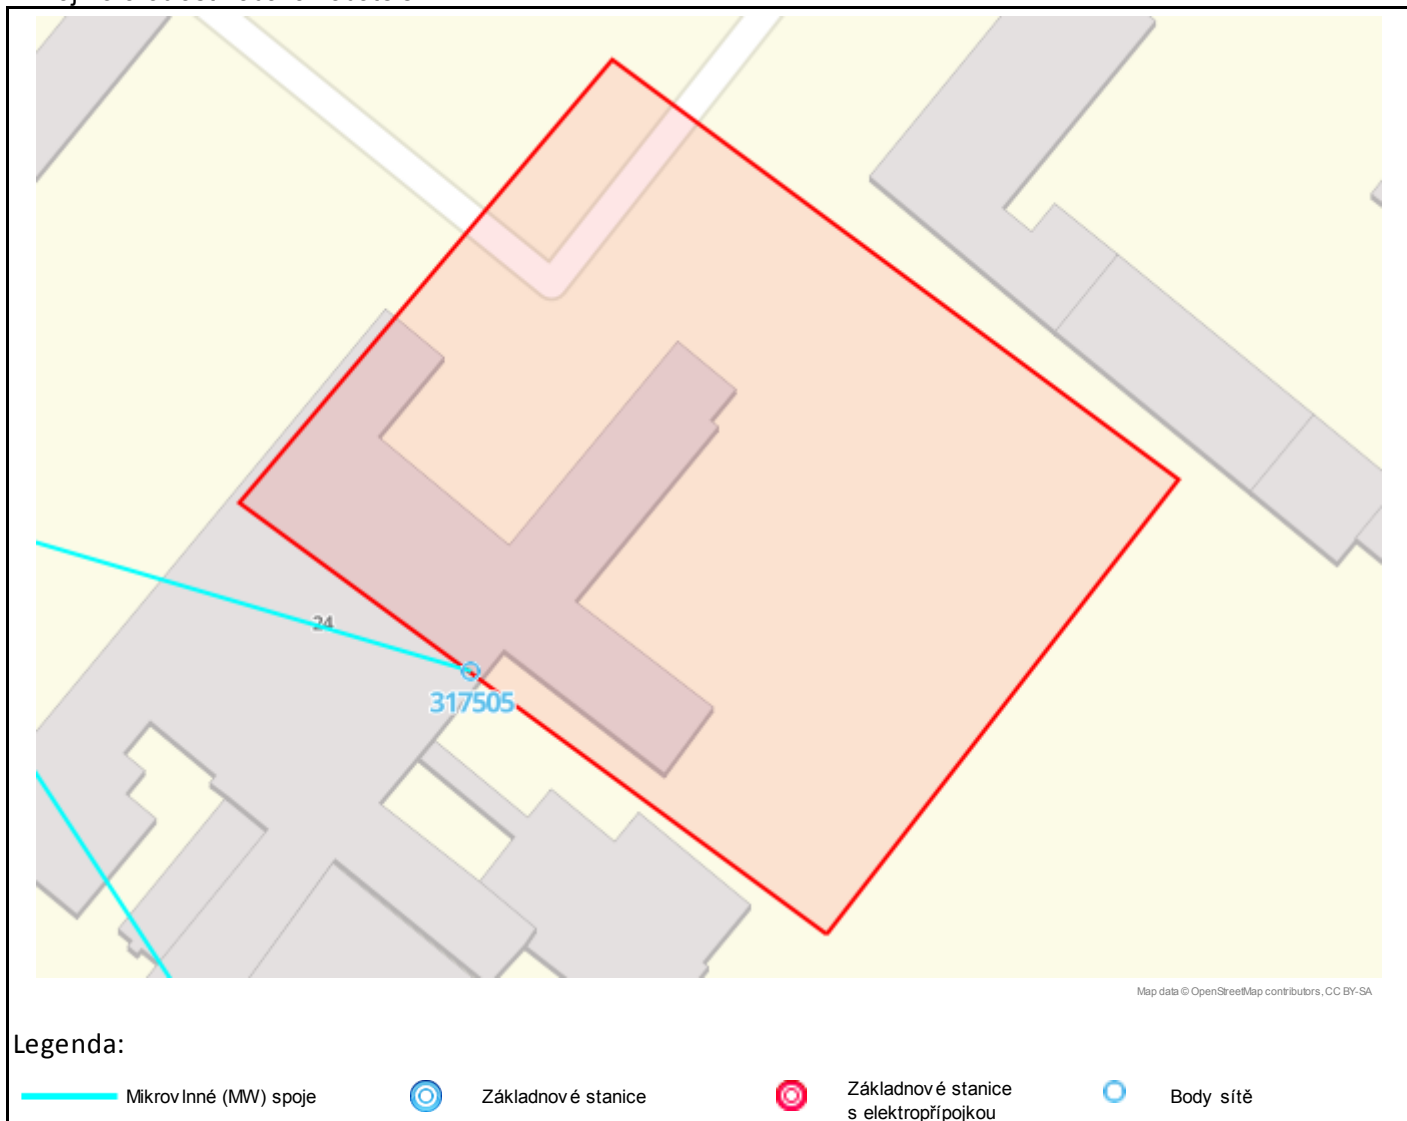 24
317505
Map data © OpenStreetMap contributors, CC BY-SA
Legenda:
Mikrovlnné (MW) spoje
Základnové stanice
Základnové stanice
s elektropřípojkou
Body sítě